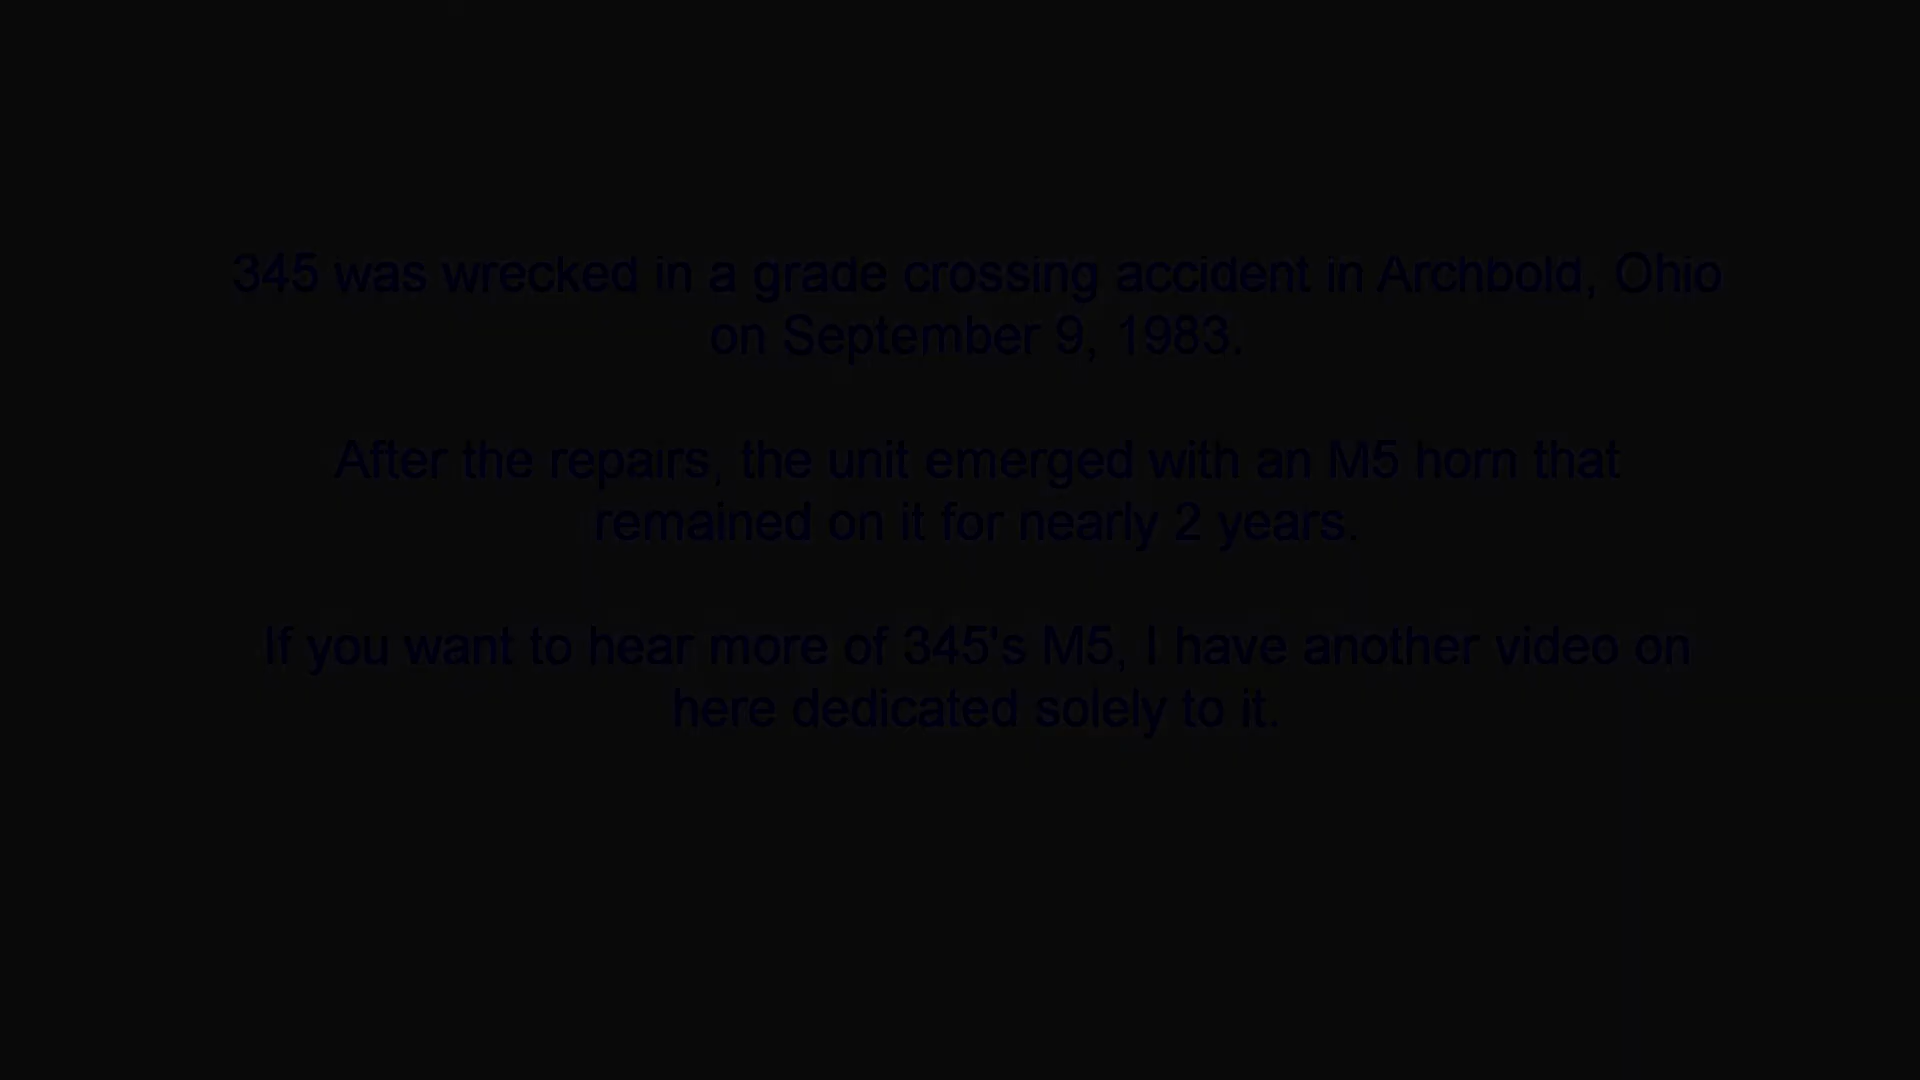 345 was wrecked in a grade crossing accident in Archbold, Ohio
on September 9, 1983.
After the repairs, the unit emerged with an M5 horn that
remained on it for nearly 2 years.
If you want to hear more of 345's M5, I have another video on
here dedicated solely to it.